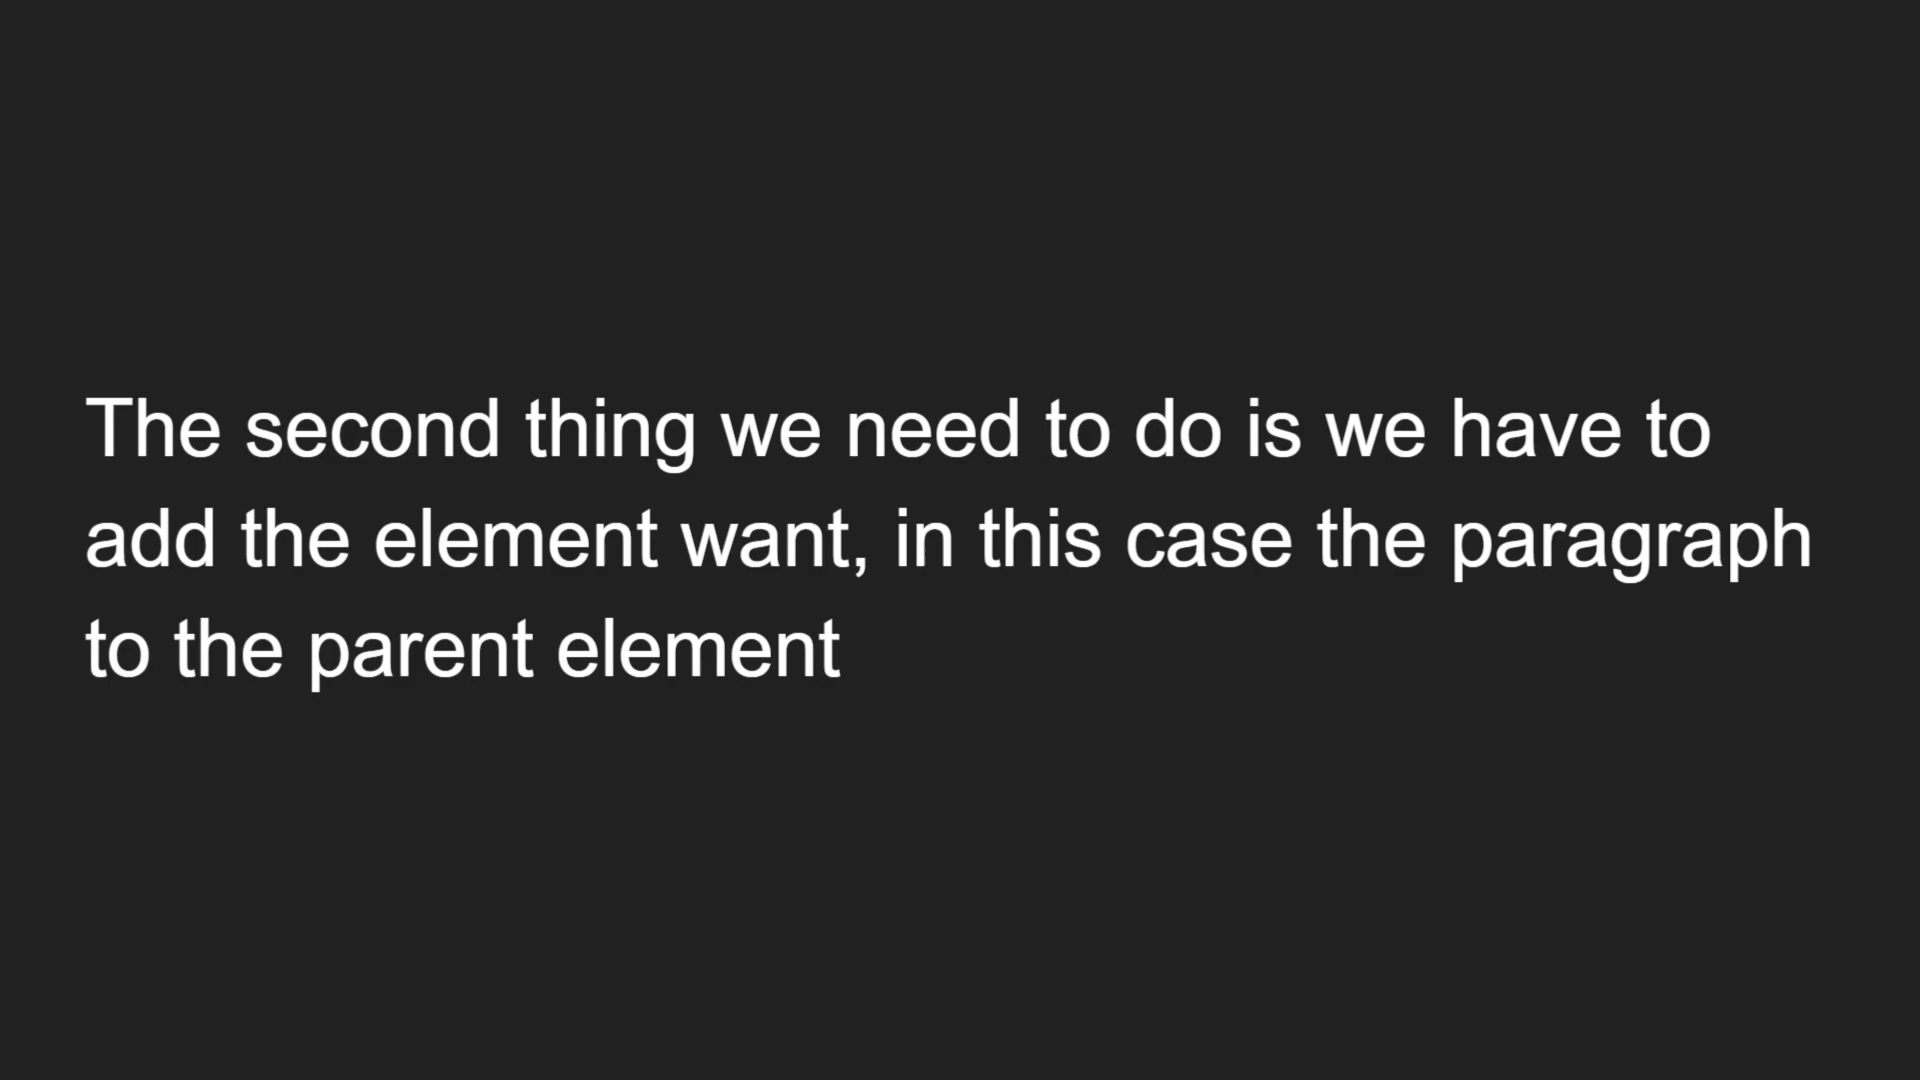 The second thing we need to do is we have to
add the element want, in this case the paragraph
to the parent element